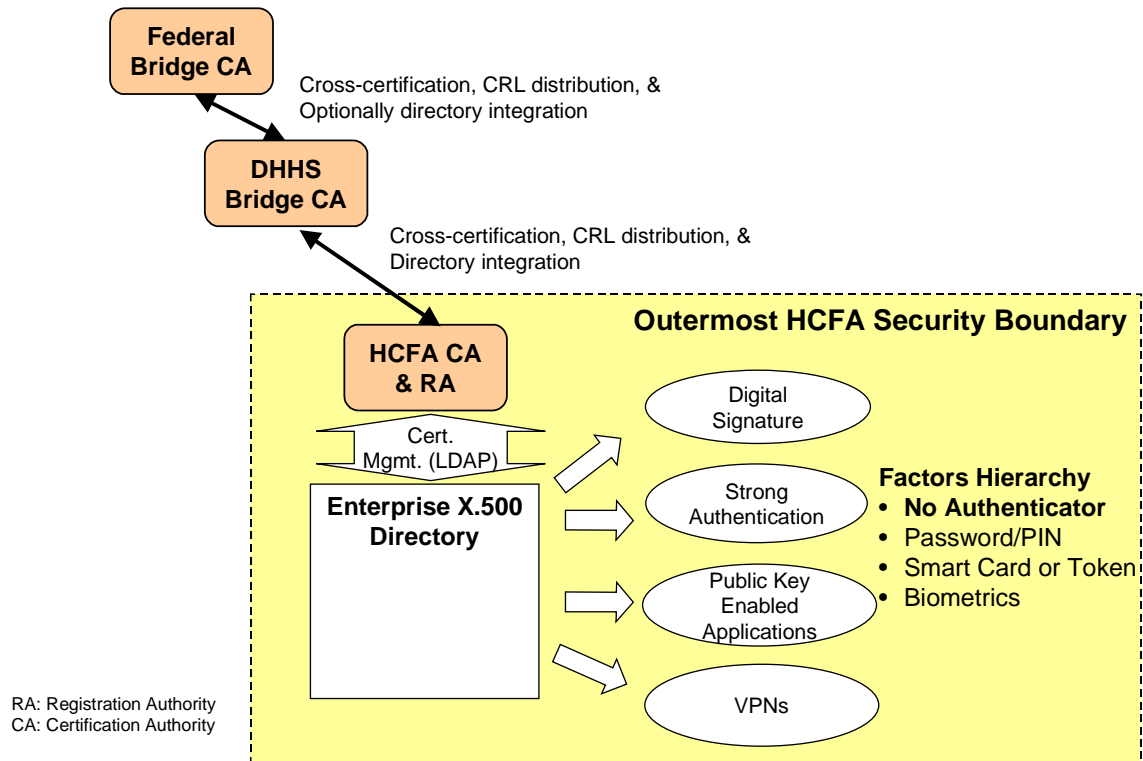 Federal
Bridge CA
Cross-certification, CRL distribution, &
Optionally directory integration
DHHS
Bridge CA
Cross-certification, CRL distribution, &
Directory integration
Outermost HCFA Security Boundary
HCFA CA
& RA
Cert.
Mgmt. (LDAP)
Enterprise X.500
Directory
Digital
Signature
Strong
Authentication
Public Key
Enabled
Applications
VPNs
Factors Hierarchy
• No Authenticator
• Password/PIN
• Smart Card or Token
• Biometrics
RA: Registration Authority
CA: Certification Authority